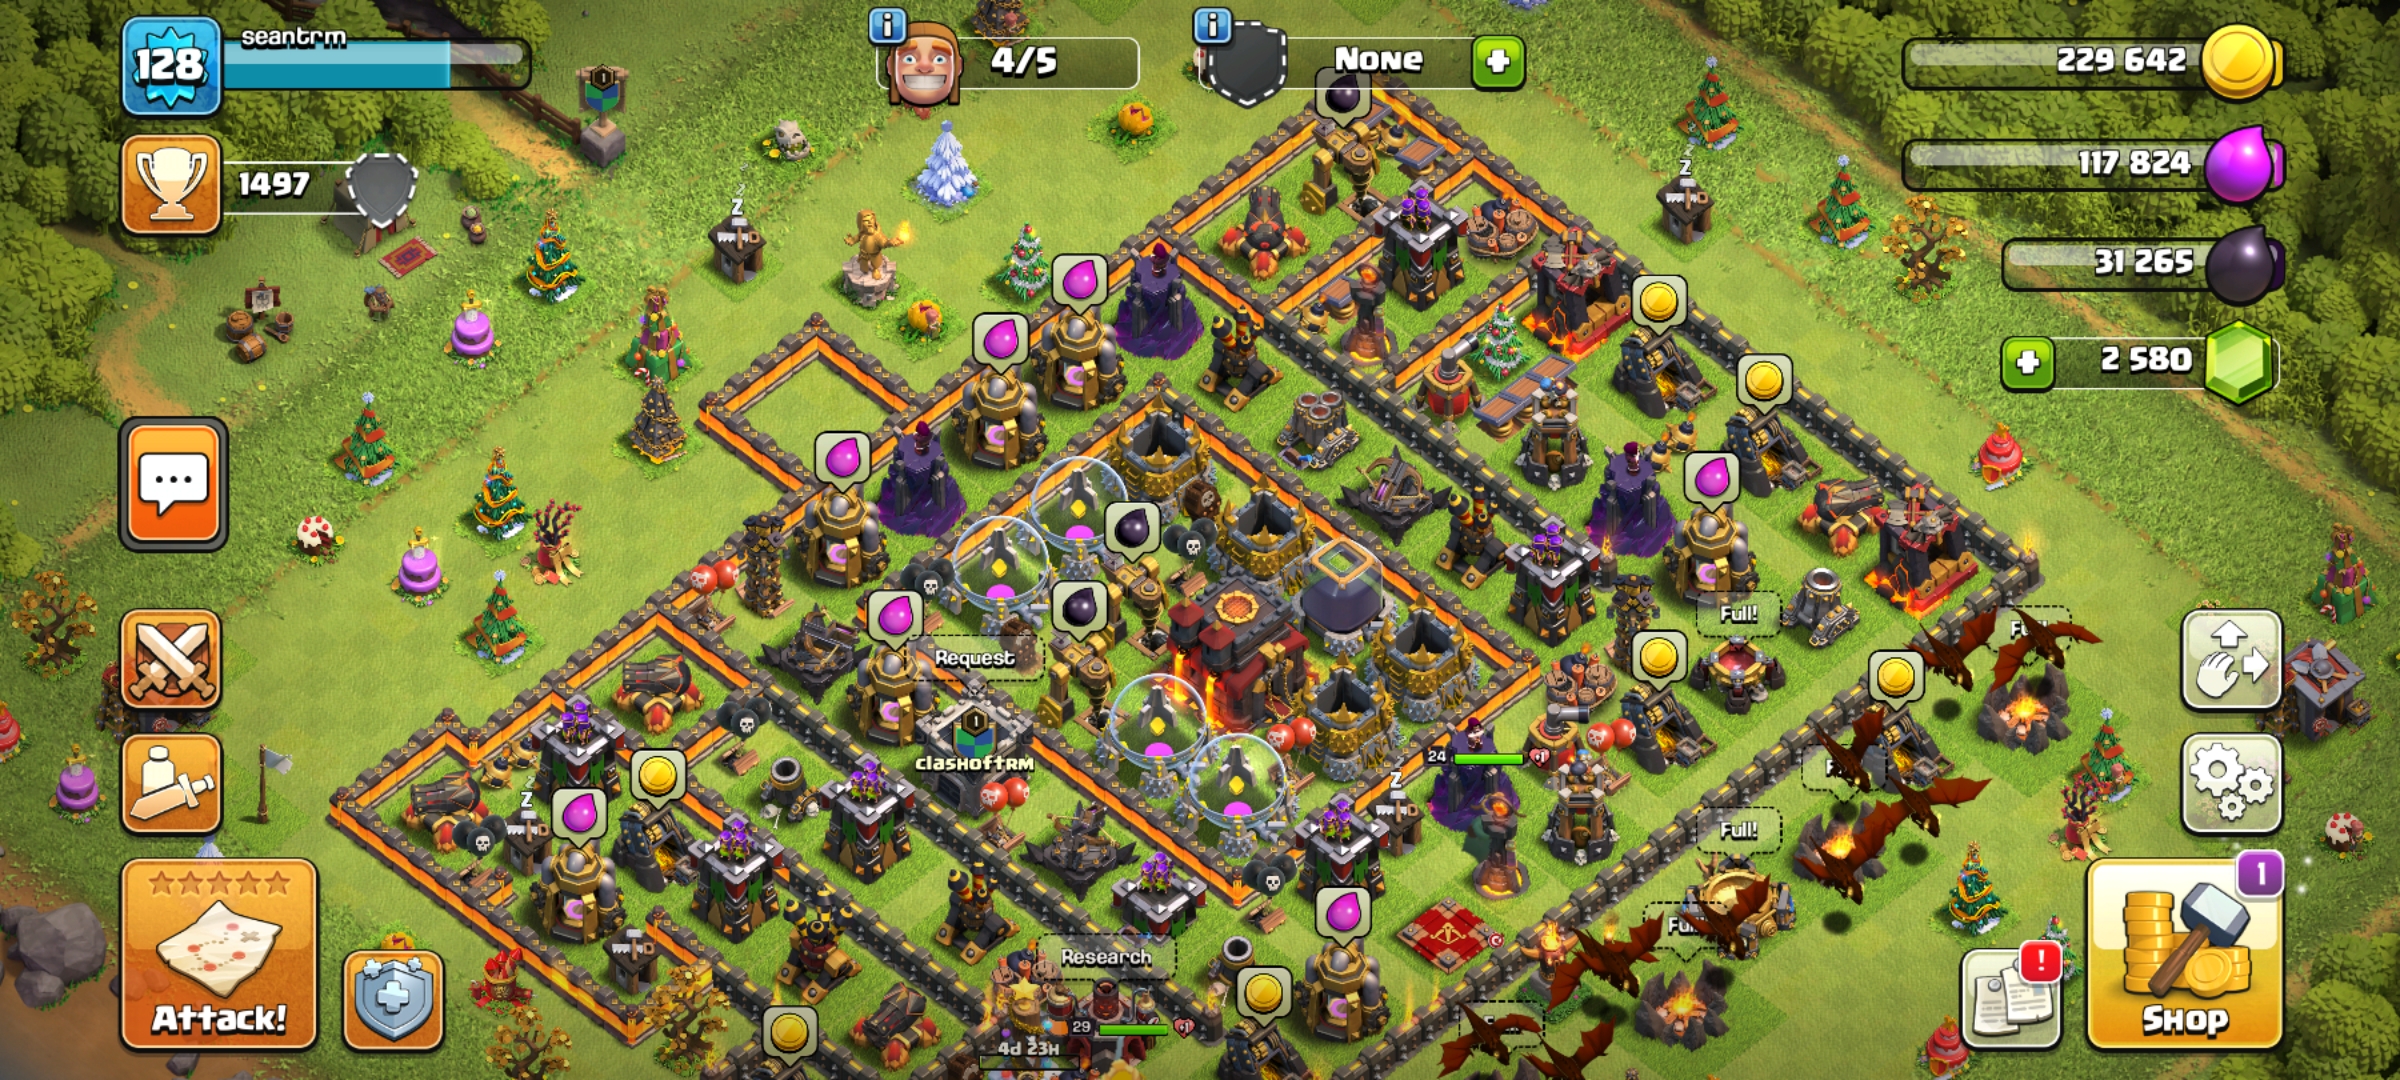 128
seantrm
4/5
None
229 642
1497
117 824
31 265
2 580
Full!
Request
clashoftRM
24
Full!
Research
29
4d 23H
Attack!
1
Shop